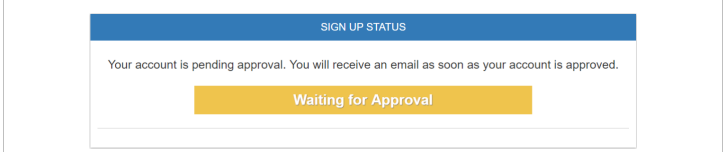 SIGN UP STATUS
Your account is pending approval. You will receive an email as soon as your account is approved.
Waiting for Approval